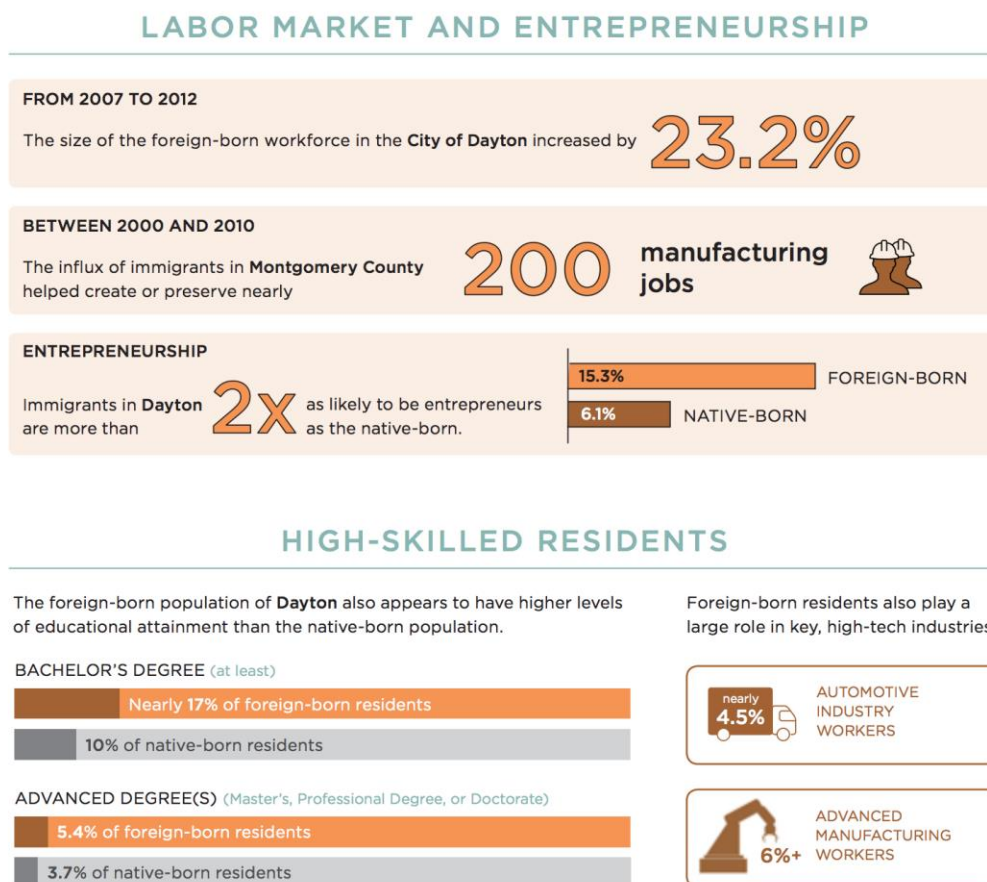 LABOR MARKET AND ENTREPRENEURSHIP
FROM 2007 TO 2012
The size of the foreign-born workforce in the City of Dayton increased by 23.2%
BETWEEN 2000 AND 2010
The influx of immigrants in Montgomery County
helped create or preserve nearly
200
manufacturing
jobs
ENTREPRENEURSHIP
Immigrants in Dayton
are more than
2x
as likely to be entrepreneurs
as the native-born.
15.3% FOREIGN-BORN
6.1% NATIVE-BORN
HIGH-SKILLED RESIDENTS
The foreign-born population of Dayton also appears to have higher levels
of educational attainment than the native-born population.
BACHELOR'S DEGREE (at least)
Nearly 17% of foreign-born residents
10% of native-born residents
ADVANCED DEGREE(S) (Master's, Professional Degree, or Doctorate)
5.4% of foreign-born residents
3.7% of native-born residents
Foreign-born residents also play a
large role in key, high-tech industries
nearly
4.5%
AUTOMOTIVE
INDUSTRY
WORKERS
6%+
ADVANCED
MANUFACTURING
WORKERS